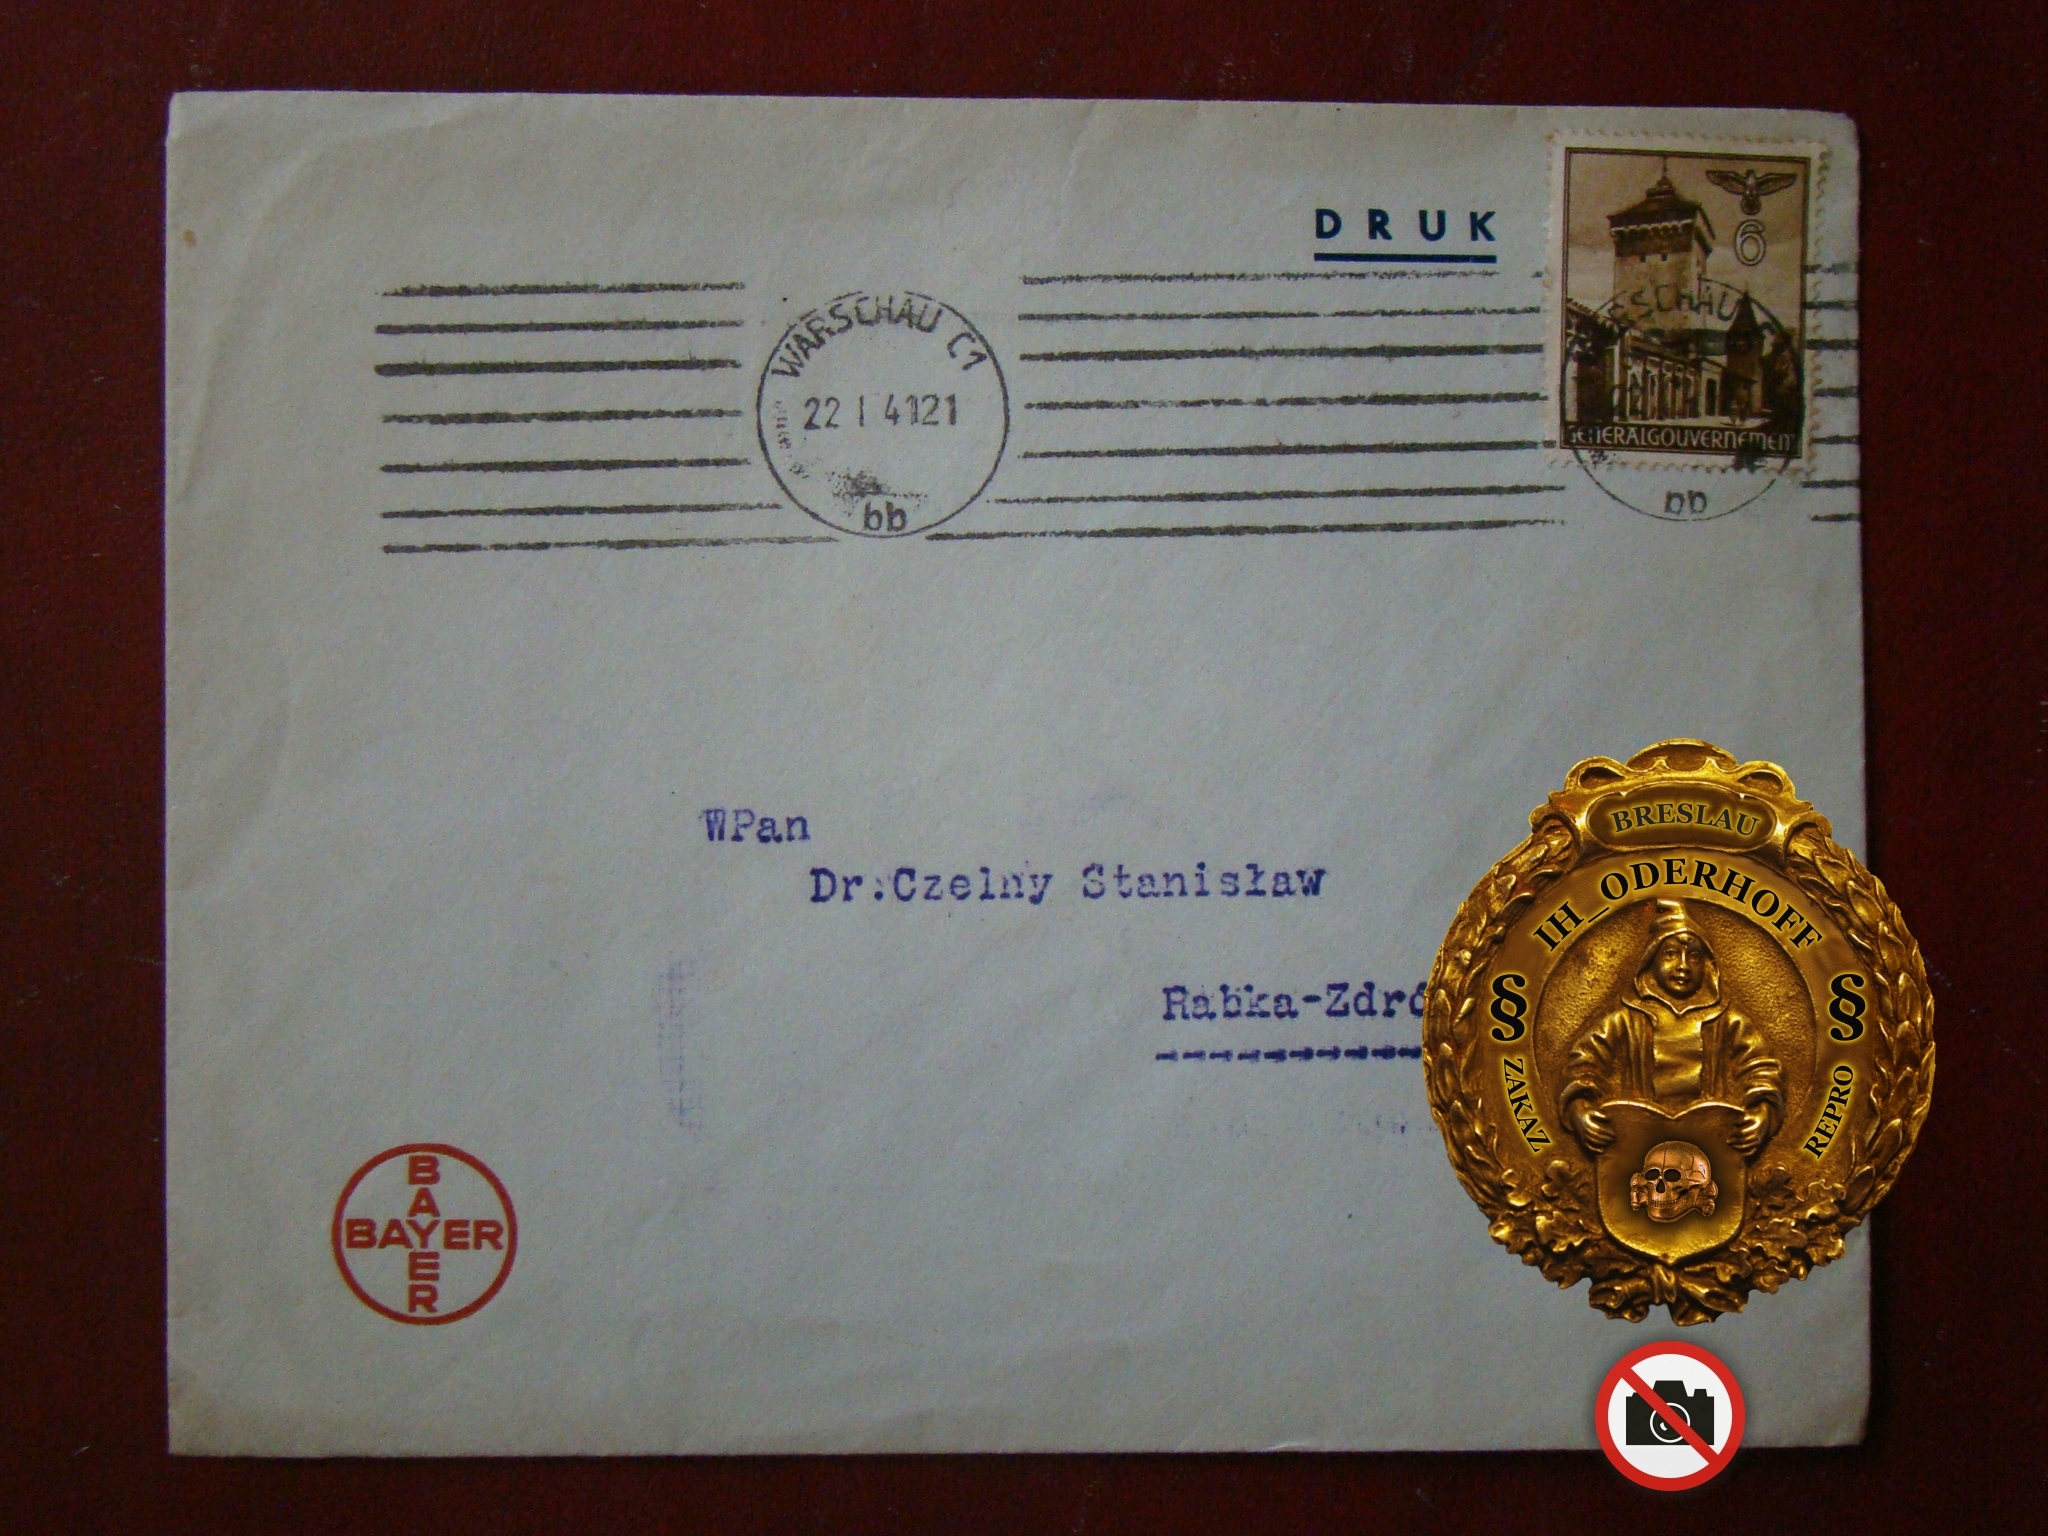 DRUK
6
GENERALGOUVERNEMENT
WARSCHAU C1
22 I 41 21
bb
bb
WPan
Dr.Czelny Stanisław
Rabka-Zdró
BAYER
BAYER
BRESLAU
IH_ODERHOFF
§ §
ZAKAZ
REPRO